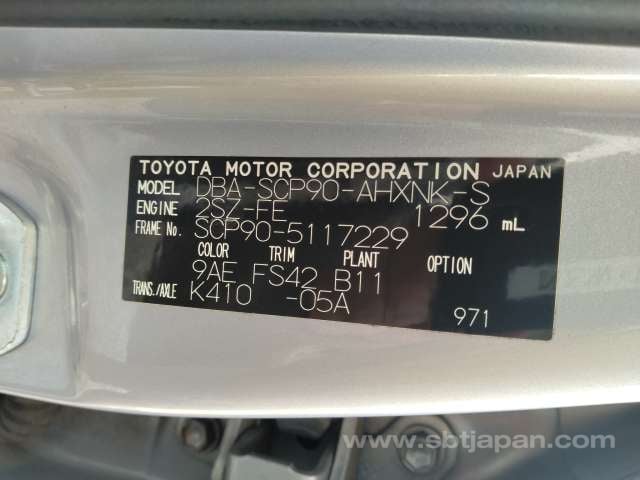 TOYOTA MOTOR CORPORATION JAPAN
MODEL DBA-SCP90-AHXNK-S
ENGINE 2SZ-FE 1296 mL
FRAME No. SCP90-5117229
COLOR TRIM PLANT OPTION
9AE FS42 B11
TRANS./AXLE K410 -05A
971
www.sbtjapan.com